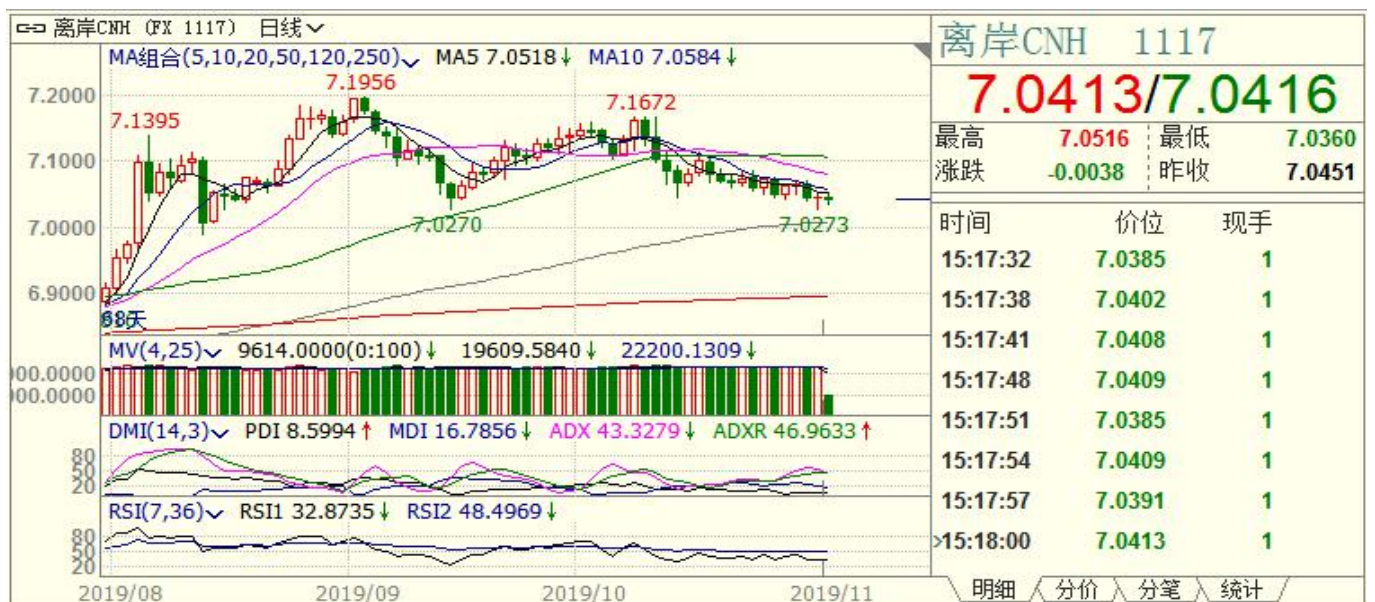 离岸CNH (FX 1117) 日线
MA组合(5,10,20,50,120,250) MA5 7.0518↓ MA10 7.0584↓
7.2000
7.1000
7.0000
6.9000
7.1395
7.1956
7.1672
7.0270
7.0273
MV(4,25) 9614.0000(0:100)↓ 19609.5840↓ 22200.1309↓
00.0000
00.0000
DMI(14,3) PDI 8.5994↑ MDI 16.7856↓ ADX 43.3279↓ ADXR 46.9633↑
80
50
20
RSI(7,36) RSI1 32.8735↓ RSI2 48.4969↓
80
50
20
2019/08 2019/09 2019/10 2019/11
离岸CNH 1117
7.0413/7.0416
最高 7.0516 最低 7.0360
涨跌 -0.0038 昨收 7.0451
时间 价位 现手
15:17:32 7.0385 1
15:17:38 7.0402 1
15:17:41 7.0408 1
15:17:48 7.0409 1
15:17:51 7.0385 1
15:17:54 7.0409 1
15:17:57 7.0391 1
>15:18:00 7.0413 1
明细 分价 分笔 统计